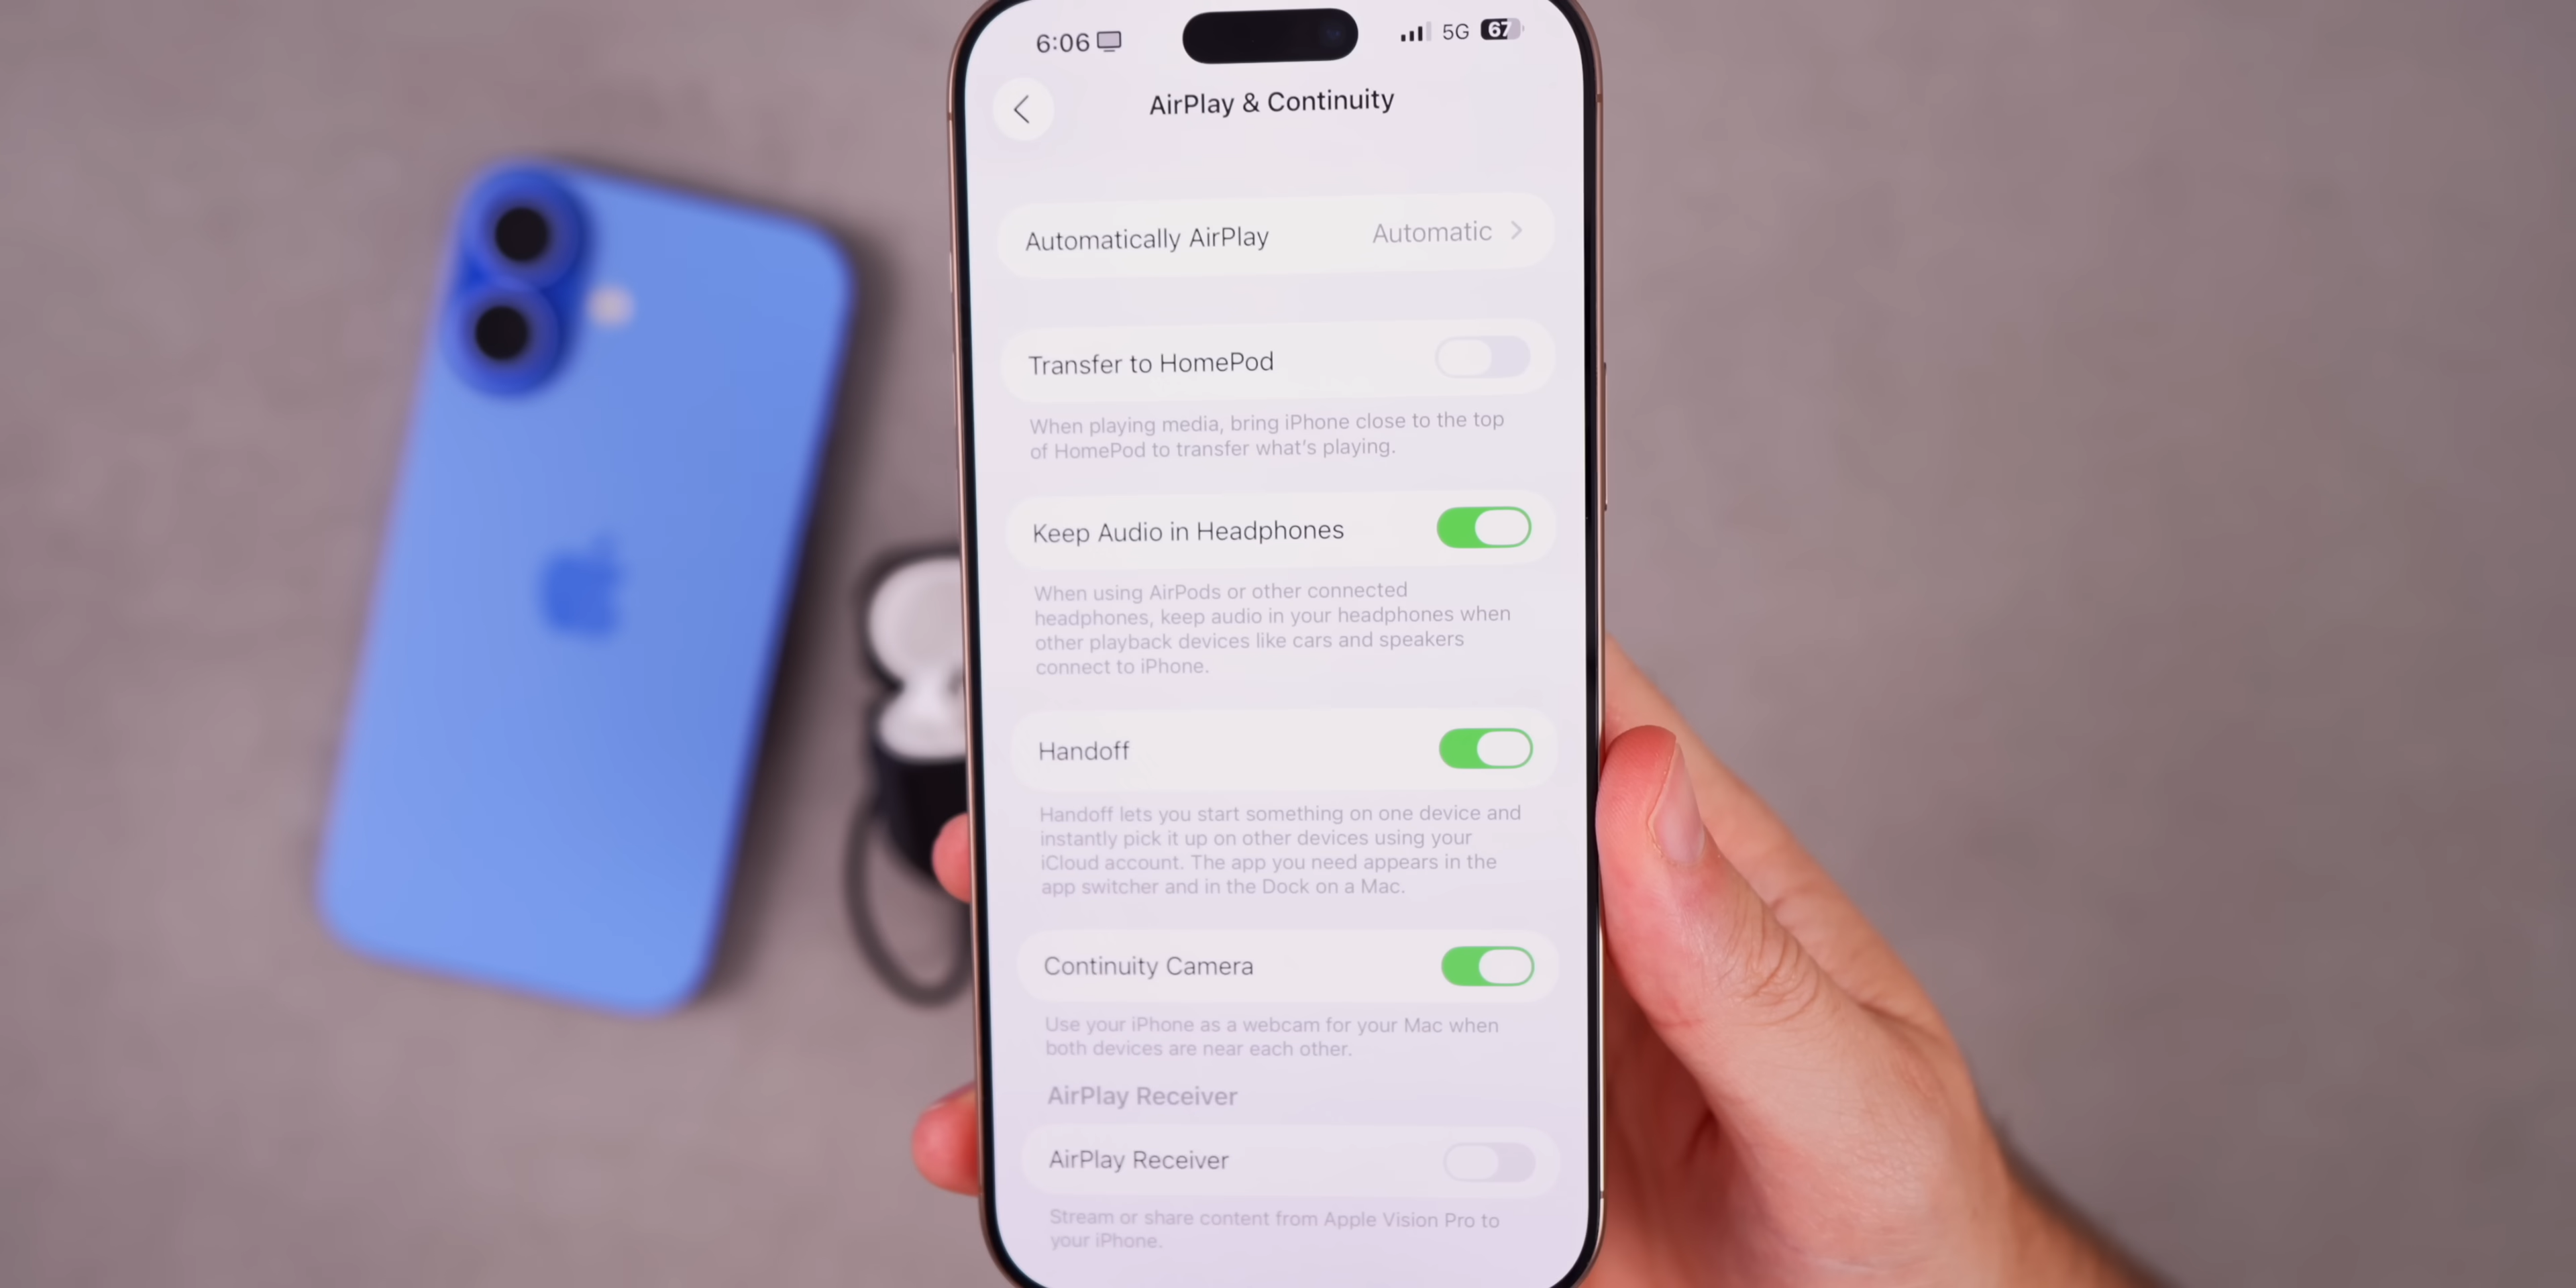 6:06
5G 67
AirPlay & Continuity
Automatically AirPlay Automatic
Transfer to HomePod
When playing media, bring iPhone close to the top
of HomePod to transfer what's playing.
Keep Audio in Headphones
When using AirPods or other connected
headphones, keep audio in your headphones when
other playback devices like cars and speakers
connect to iPhone.
Handoff
Handoff lets you start something on one device and
instantly pick it up on other devices using your
iCloud account. The app you need appears in the
app switcher and in the Dock on a Mac.
Continuity Camera
Use your iPhone as a webcam for your Mac when
both devices are near each other.
AirPlay Receiver
AirPlay Receiver
Stream or share content from Apple Vision Pro to
your iPhone.